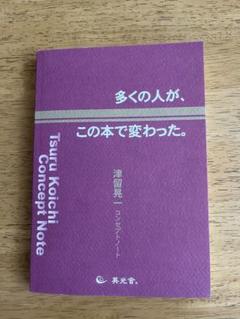 多くの人が、
この本で変わった。
津留晃一
コンセプトノート
Tsuru Koichi
Concept Note
英光舎。